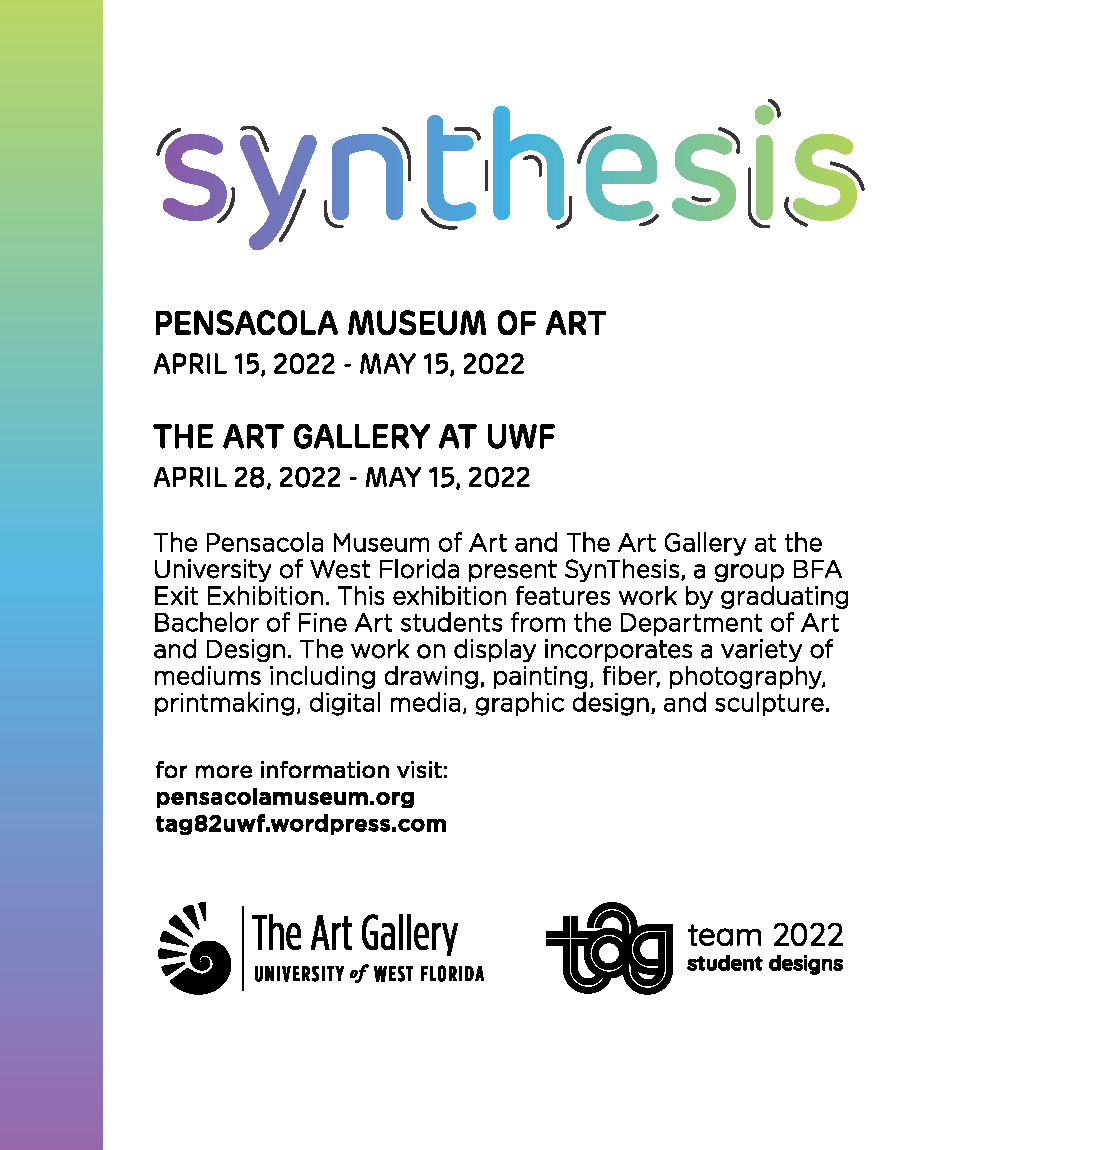 synthesis
PENSACOLA MUSEUM OF ART
APRIL 15, 2022 - MAY 15, 2022
THE ART GALLERY AT UWF
APRIL 28, 2022 - MAY 15, 2022
The Pensacola Museum of Art and The Art Gallery at the
University of West Florida present SynThesis, a group BFA
Exit Exhibition. This exhibition features work by graduating
Bachelor of Fine Art students from the Department of Art
and Design. The work on display incorporates a variety of
mediums including drawing, painting, fiber, photography,
printmaking, digital media, graphic design, and sculpture.
for more information visit:
pensacolamuseum.org
tag82uwf.wordpress.com
The Art Gallery
UNIVERSITY of WEST FLORIDA
tag
team 2022
student designs